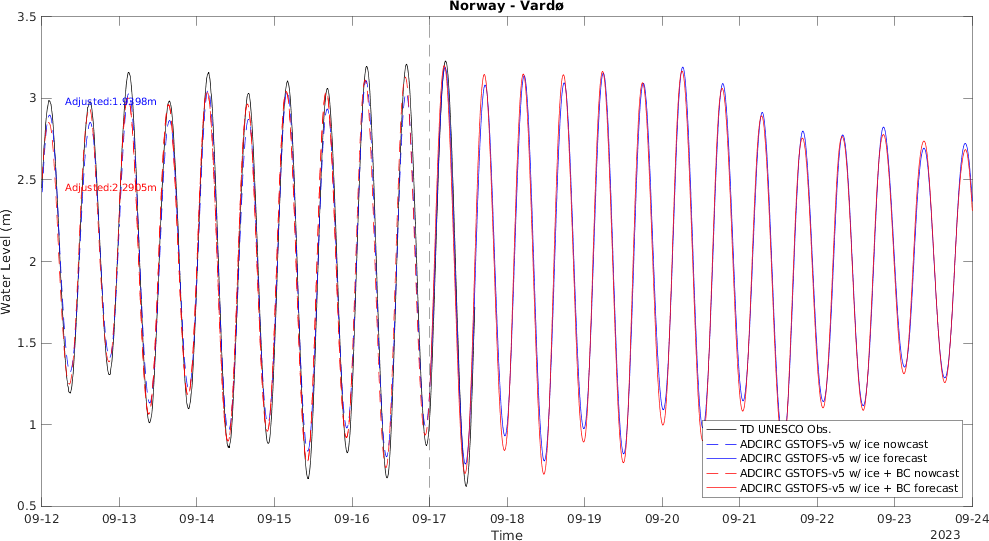 Norway - Vardø
3.5
3
2.5
2
1.5
1
0.5
Water Level (m)
Adjusted:1.9398m
Adjusted:2.2905m
TD UNESCO Obs.
ADCIRC GSTOFS-v5 w/ ice nowcast
ADCIRC GSTOFS-v5 w/ ice forecast
ADCIRC GSTOFS-v5 w/ ice + BC nowcast
ADCIRC GSTOFS-v5 w/ ice + BC forecast
09-12 09-13 09-14 09-15 09-16 09-17 09-18 09-19 09-20 09-21 09-22 09-23 09-24
Time
2023